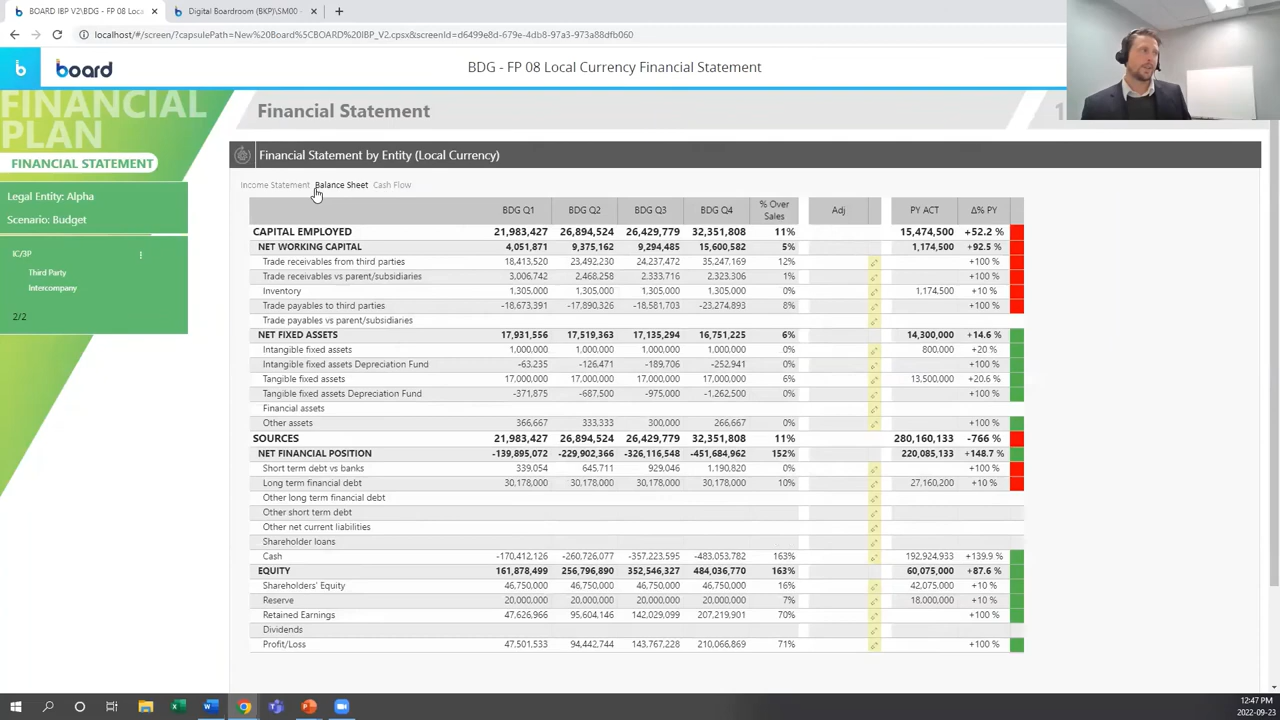 BOARD IBP V2\BDG - FP 08 Loca
Digital Boardroom (BKP)\SM00 -
localhost/#/screen/?capsulePath=New%20Board%5CBOARD%20IBP_V2.cpsx&screenId=d6499e8d-679e-4db8-97a3-973a88dfb060
b board
BDG - FP 08 Local Currency Financial Statement
FINANCIAL
PLAN
FINANCIAL STATEMENT
Legal Entity: Alpha
Scenario: Budget
IC/3P
Third Party
Intercompany
2/2
Financial Statement
Financial Statement by Entity (Local Currency)
Income Statement Balance Sheet Cash Flow
BDG Q1 BDG Q2 BDG Q3 BDG Q4 % Over Sales Adj PY ACT Δ% PY
CAPITAL EMPLOYED 21,983,427 26,894,524 26,429,779 32,351,808 11% 15,474,500 +52.2 %
NET WORKING CAPITAL 4,051,871 9,375,162 9,294,485 15,600,582 5% 1,174,500 +92.5 %
Trade receivables from third parties 18,413,520 23,492,230 24,237,472 35,247,169 12% +100 %
Trade receivables vs parent/subsidiaries 3,006,742 2,468,258 2,333,716 2,323,306 1% +100 %
Inventory 1,305,000 1,305,000 1,305,000 1,305,000 0% 1,174,500 +10 %
Trade payables to third parties -18,673,391 -17,890,326 -18,581,703 -23,274,893 8% +100 %
Trade payables vs parent/subsidiaries
NET FIXED ASSETS 17,931,556 17,519,363 17,135,294 16,751,225 6% 14,300,000 +14.6 %
Intangible fixed assets 1,000,000 1,000,000 1,000,000 1,000,000 0% 800,000 +20 %
Intangible fixed assets Depreciation Fund -63,235 -126,471 -189,706 -252,941 0% +100 %
Tangible fixed assets 17,000,000 17,000,000 17,000,000 17,000,000 6% 13,500,000 +20.6 %
Tangible fixed assets Depreciation Fund -371,875 -687,500 -975,000 -1,262,500 0% +100 %
Financial assets
Other assets 366,667 333,333 300,000 266,667 0% +100 %
SOURCES 21,983,427 26,894,524 26,429,779 32,351,808 11% 280,160,133 -766 %
NET FINANCIAL POSITION -139,895,072 -229,902,366 -326,116,548 -451,684,962 152% 220,085,133 +148.7 %
Short term debt vs banks 339,054 645,711 929,046 1,190,820 0% +100 %
Long term financial debt 30,178,000 30,178,000 30,178,000 30,178,000 10% 27,160,200 +10 %
Other long term financial debt
Other short term debt
Other net current liabilities
Shareholder loans
Cash -170,412,126 -260,726,077 -357,223,595 -483,053,782 163% 192,924,933 +139.9 %
EQUITY 161,878,499 256,796,890 352,546,327 484,036,770 163% 60,075,000 +87.6 %
Shareholders' Equity 46,750,000 46,750,000 46,750,000 46,750,000 16% 42,075,000 +10 %
Reserve 20,000,000 20,000,000 20,000,000 20,000,000 7% 18,000,000 +10 %
Retained Earnings 47,626,966 95,604,146 142,029,099 207,219,901 70% +100 %
Dividends
Profit/Loss 47,501,533 94,442,744 143,767,228 210,066,869 71% +100 %
12:47 PM
2022-09-23